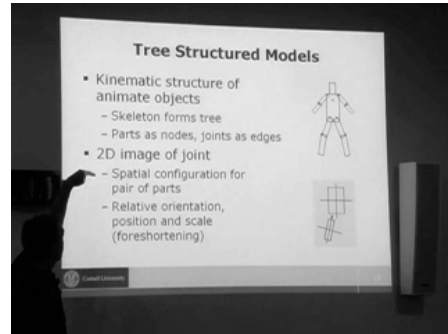 Tree Structured Models
▪ Kinematic structure of
animate objects
– Skeleton forms tree
– Parts as nodes, joints as edges
▪ 2D image of joint
– Spatial configuration for
pair of parts
– Relative orientation,
position and scale
(foreshortening)
Cornell University